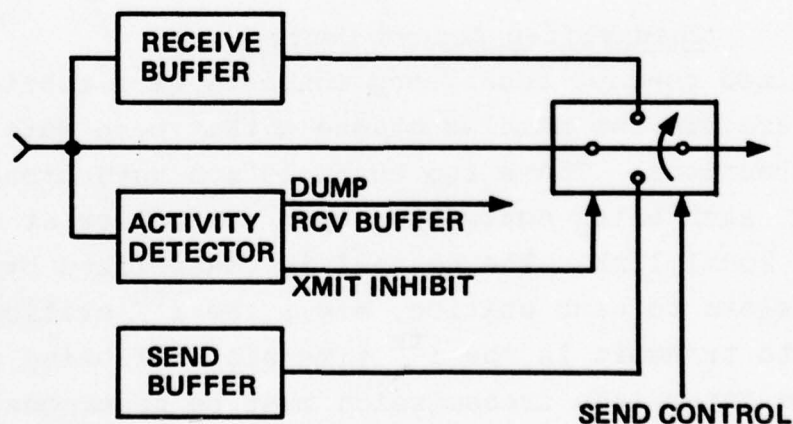 RECEIVE
BUFFER
ACTIVITY
DETECTOR
DUMP
RCV BUFFER
XMIT INHIBIT
SEND
BUFFER
SEND CONTROL